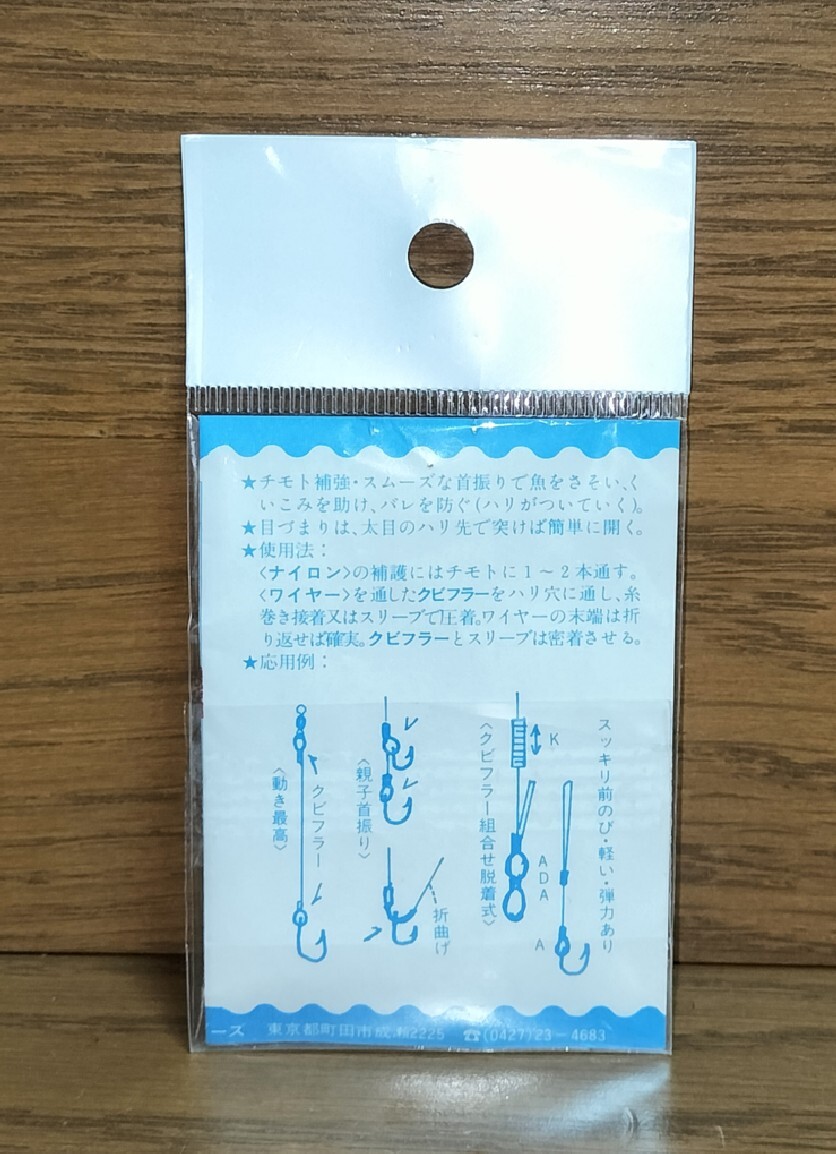 ★チモト補強・スムーズな首振りで魚をさそい、く
いこみを助け、バレを防ぐ(ハリがついていく)。
★目づまりは、太目のハリ先で突けば簡単に開く。
★使用法：
〈ナイロン〉の補護にはチモトに1〜2本通す。
〈ワイヤー〉を通したクビフラーをハリ穴に通し、糸
巻き接着又はスリーブで圧着。ワイヤーの末端は折
り返せば確実。クビフラーとスリーブは密着させる。
★応用例：
スッキリ前のび・軽い・弾力あり
A
K
A
D
A
〈クビフラー組合せ脱着式〉
〈親子首振り〉
折曲げ
クビフラー
〈動き最高〉
ーズ 東京都町田市成瀬2225 ☎(0427)23-4683